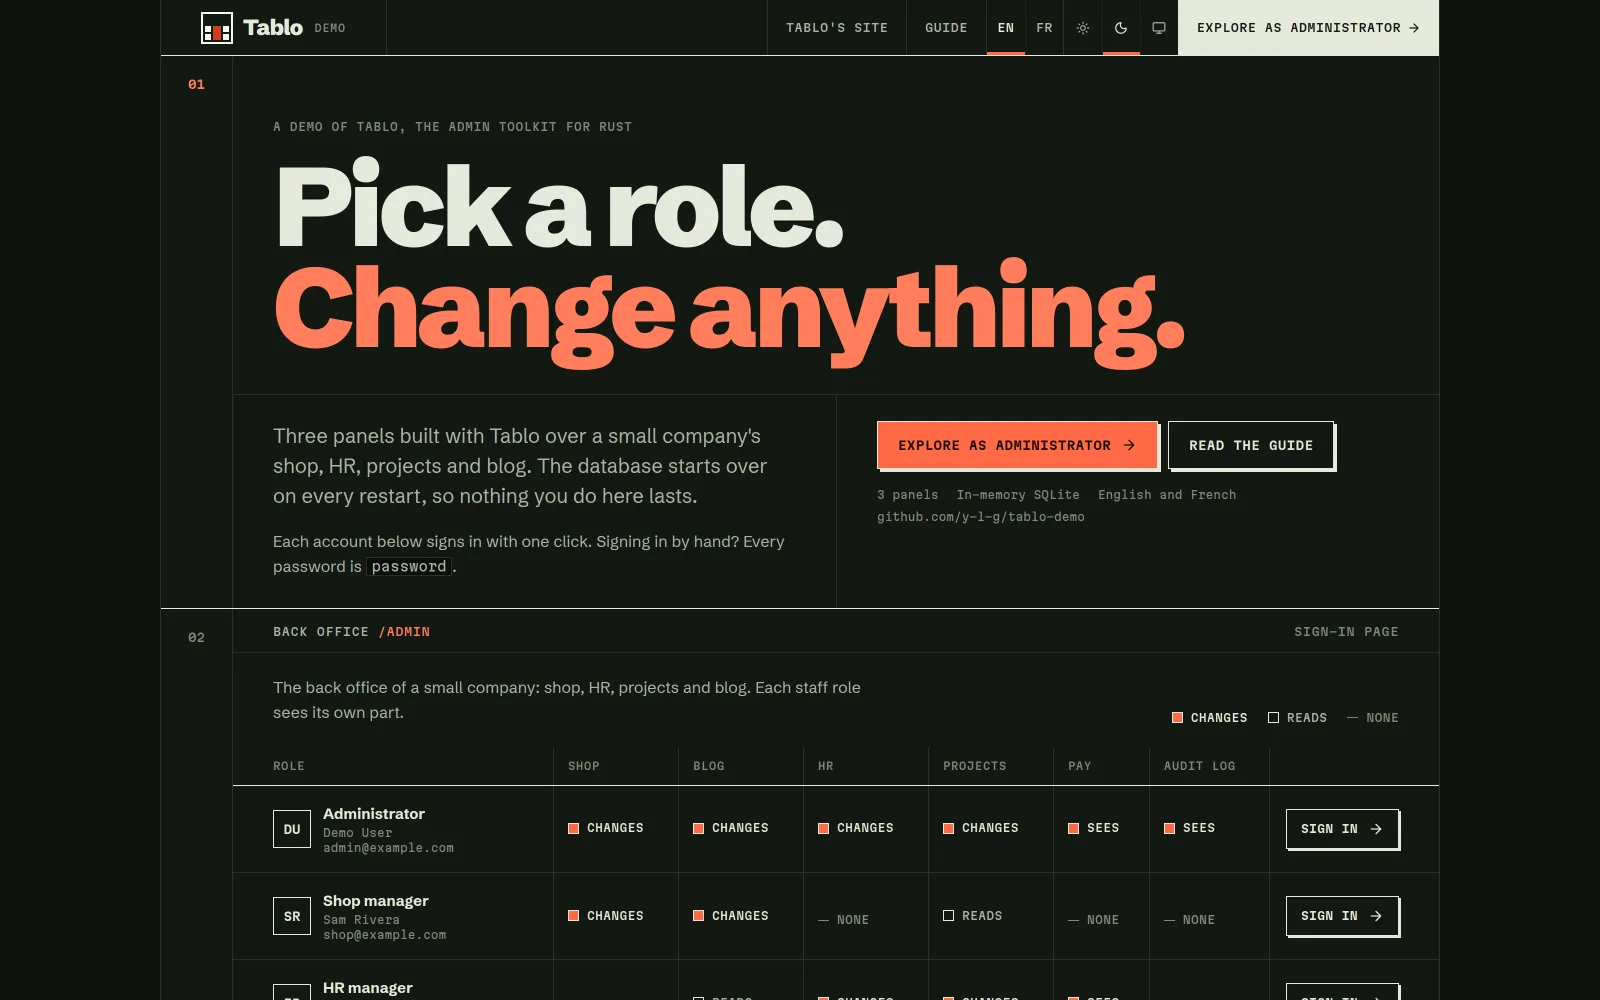 Tablo DEMO
TABLO'S SITE
GUIDE
EN
FR
EXPLORE AS ADMINISTRATOR →
01
A DEMO OF TABLO, THE ADMIN TOOLKIT FOR RUST
Pick a role.
Change anything.
Three panels built with Tablo over a small company's
shop, HR, projects and blog. The database starts over
on every restart, so nothing you do here lasts.
Each account below signs in with one click. Signing in by hand? Every
password is password.
EXPLORE AS ADMINISTRATOR →
READ THE GUIDE
3 panels In-memory SQLite English and French
github.com/y-l-g/tablo-demo
02
BACK OFFICE /ADMIN
SIGN-IN PAGE
The back office of a small company: shop, HR, projects and blog. Each staff role
sees its own part.
CHANGES READS — NONE
ROLE SHOP BLOG HR PROJECTS PAY AUDIT LOG
DU
Administrator
Demo User
admin@example.com
CHANGES CHANGES CHANGES CHANGES SEES SEES
SIGN IN →
SR
Shop manager
Sam Rivera
shop@example.com
CHANGES CHANGES — NONE READS — NONE — NONE
SIGN IN →
HR manager